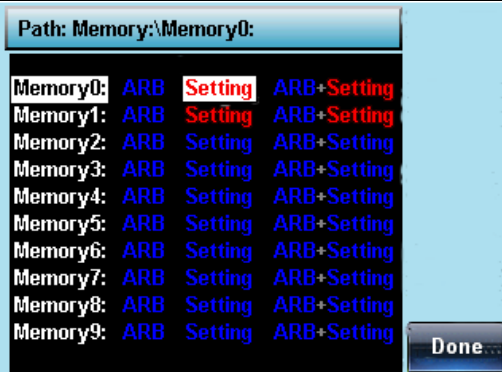 Path: Memory:\Memory0:
Memory0: ARB Setting ARB+Setting
Memory1: ARB Setting ARB+Setting
Memory2: ARB Setting ARB+Setting
Memory3: ARB Setting ARB+Setting
Memory4: ARB Setting ARB+Setting
Memory5: ARB Setting ARB+Setting
Memory6: ARB Setting ARB+Setting
Memory7: ARB Setting ARB+Setting
Memory8: ARB Setting ARB+Setting
Memory9: ARB Setting ARB+Setting
Done